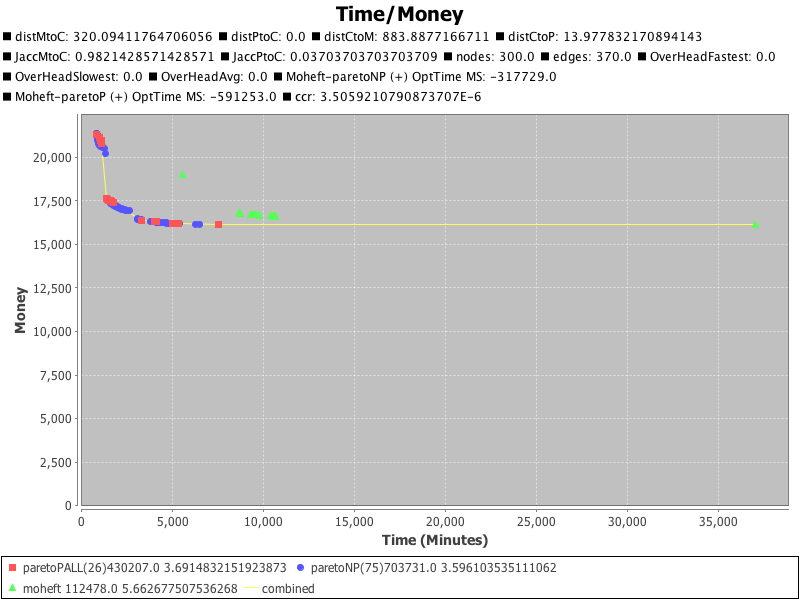 Time/Money
distMtoC: 320.09411764706056 distPtoC: 0.0 distCtoM: 883.8877166711 distCtoP: 13.977832170894143
JaccMtoC: 0.9821428571428571 JaccPtoC: 0.03703703703703709 nodes: 300.0 edges: 370.0 OverHeadFastest: 0.0
OverHeadSlowest: 0.0 OverHeadAvg: 0.0 Moheft-paretoNP (+) OptTime MS: -317729.0
Moheft-paretoP (+) OptTime MS: -591253.0 ccr: 3.5059210790873707E-6
Money
20,000
17,500
15,000
12,500
10,000
7,500
5,000
2,500
0
0 5,000 10,000 15,000 20,000 25,000 30,000 35,000
Time (Minutes)
paretoPALL(26)430207.0 3.6914832151923873 paretoNP(75)703731.0 3.596103535111062
moheft 112478.0 5.662677507536268 combined